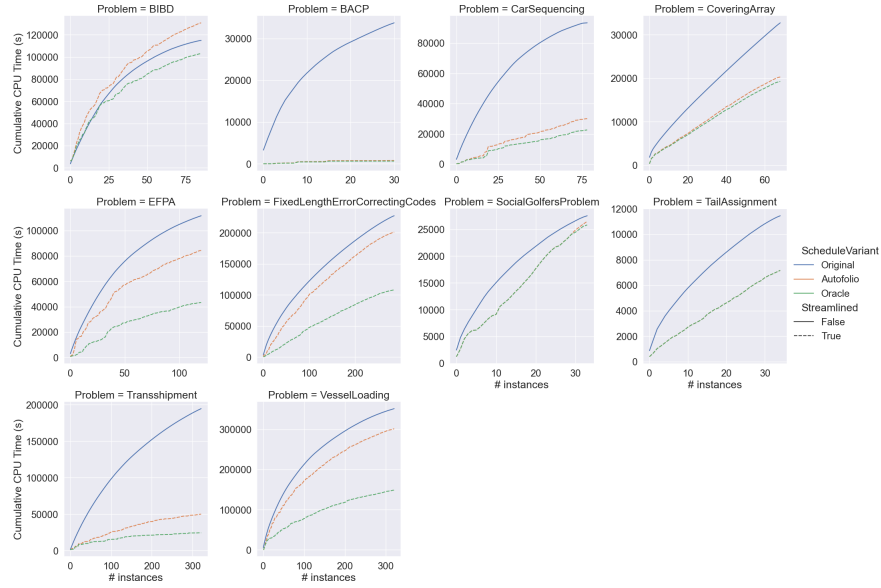 Problem = BIBD
Problem = BACP
Problem = CarSequencing
Problem = CoveringArray
Cumulative CPU Time (s)
120000
100000
80000
60000
40000
20000
0
0 25 50 75
30000
20000
10000
0
0 10 20 30
80000
60000
40000
20000
0
0 25 50 75
30000
20000
10000
0
0 20 40 60
Problem = EFPA
Problem = FixedLengthErrorCorrectingCodes
Problem = SocialGolfersProblem
Problem = TailAssignment
Cumulative CPU Time (s)
100000
80000
60000
40000
20000
0
0 50 100
200000
150000
100000
50000
0
0 100 200
25000
20000
15000
10000
5000
0
0 10 20 30
# instances
12000
10000
8000
6000
4000
2000
0
0 10 20 30
# instances
ScheduleVariant
Original
Autofolio
Oracle
Streamlined
False
True
Problem = Transshipment
Problem = VesselLoading
Cumulative CPU Time (s)
200000
150000
100000
50000
0
0 100 200 300
# instances
300000
200000
100000
0
0 100 200 300
# instances